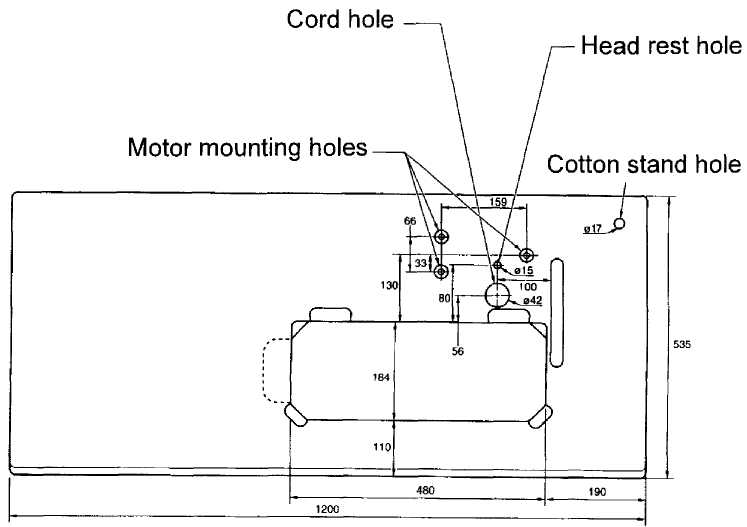 Cord hole
Head rest hole
Motor mounting holes
Cotton stand hole
159
66
ø17
33
ø15
130
80
100
ø42
56
535
184
110
480
190
1200